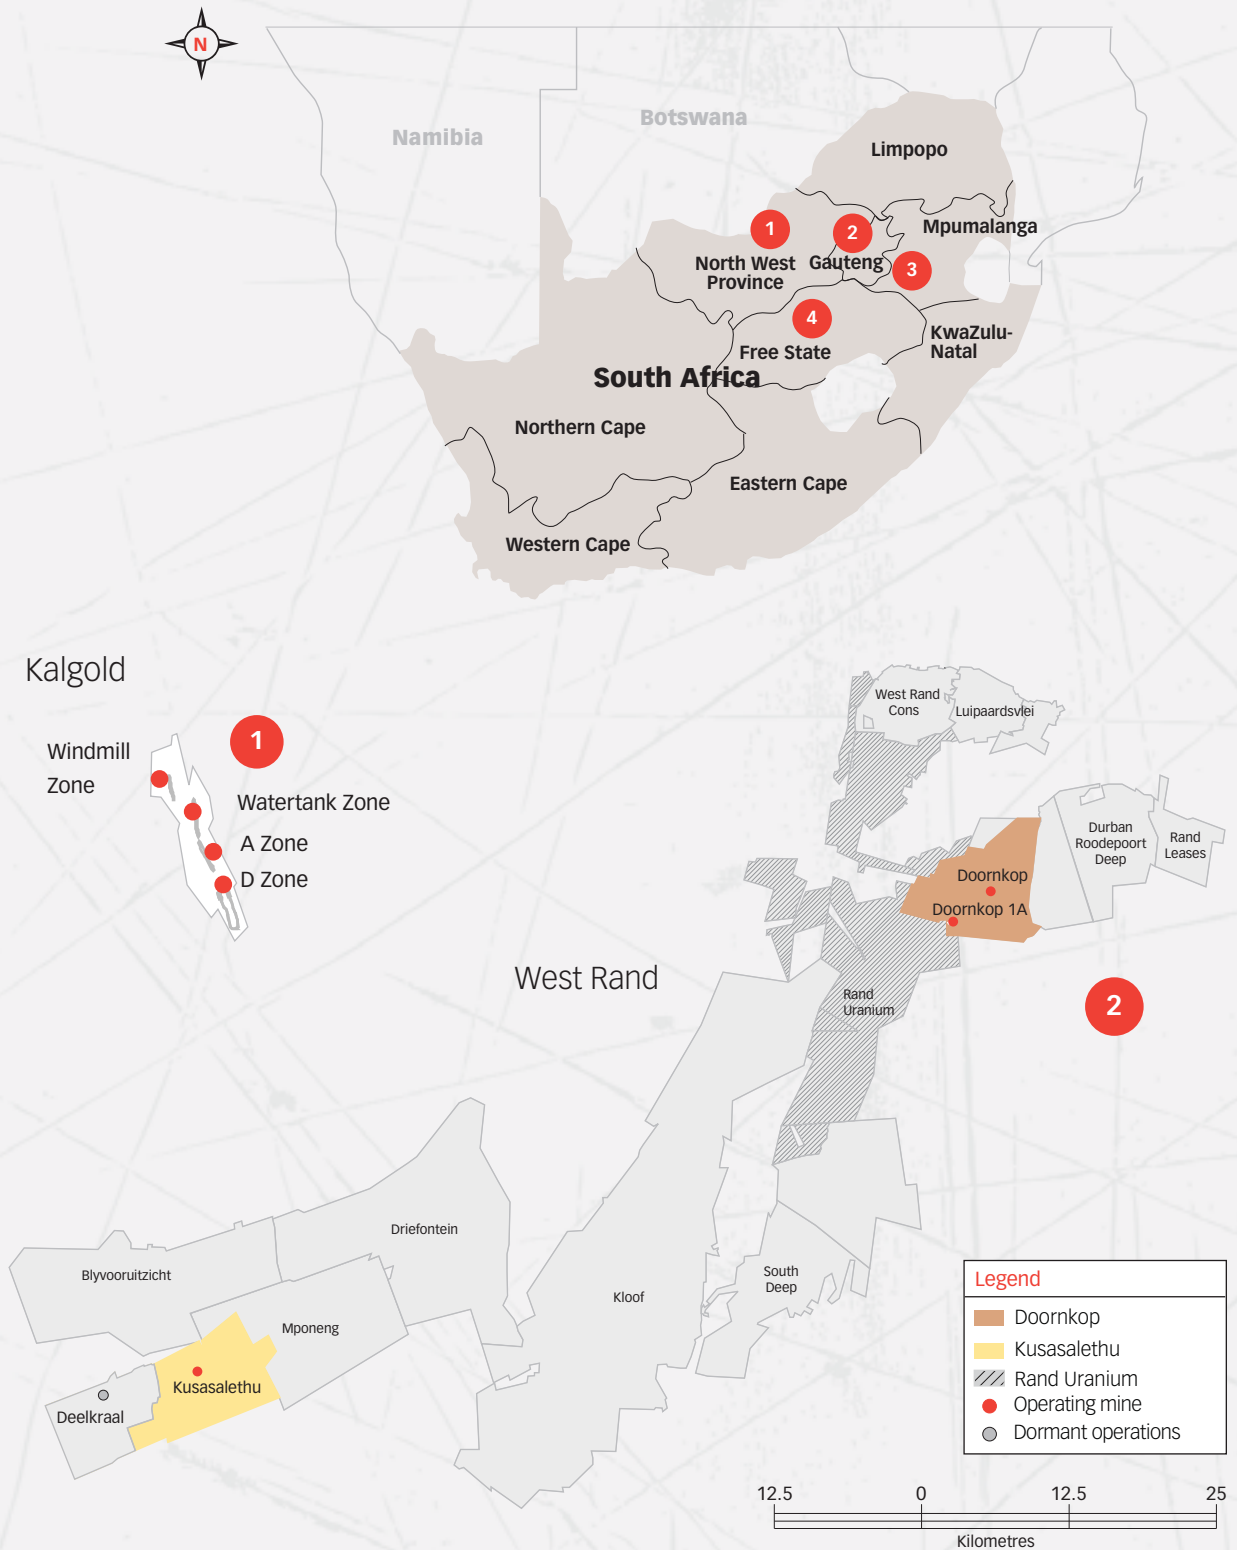 N
Namibia
Botswana
Limpopo
Mpumalanga
1
2
North West
Province
Gauteng
3
4
Free State
KwaZulu-
Natal
South Africa
Northern Cape
Eastern Cape
Western Cape
Kalgold
1
Windmill
Zone
Watertank Zone
A Zone
D Zone
West Rand
Cons
Luipaardsvlei
Durban
Roodepoort
Deep
Rand
Leases
Doornkop
Doornkop 1A
West Rand
Rand
Uranium
2
Driefontein
Blyvooruitzicht
Mponeng
Kloof
South
Deep
Kusasalethu
Deelkraal
Legend
Doornkop
Kusasalethu
Rand Uranium
Operating mine
Dormant operations
12.5 0 12.5 25
Kilometres